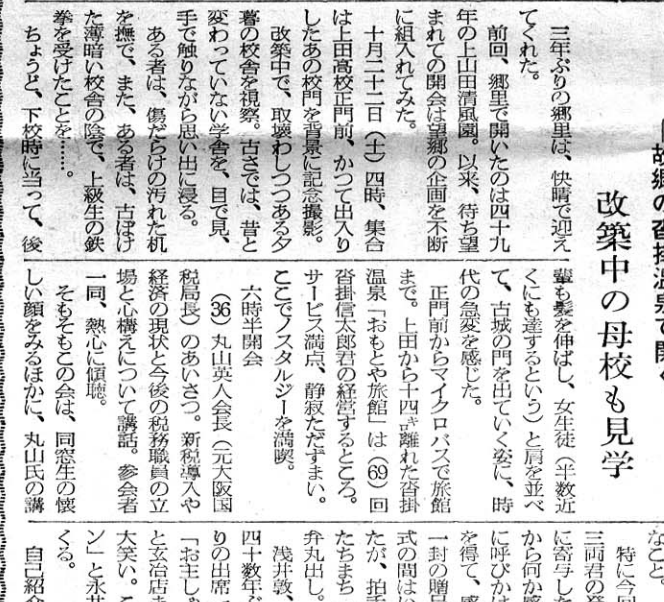 故郷の沓掛温泉で開く
改築中の母校も見学
三年ぶりの郷里は、快晴で迎え
てくれた。
前回、郷里で開いたのは四十九
年の上山田清風園。以来、待ち望
まれての開会は望郷の企画を不断
に組入れてみた。
十月二十二日（土）四時、集合
は上田高校正門前、かつて出入り
したあの校門を背景に記念撮影。
改築中で、取壊わしつつある夕
暮の校舎を視察。古さでは、昔と
変わっていない学舎を、目で見、
手で触りながら思い出に浸る。
ある者は、傷だらけの汚れた机
を撫で、また、ある者は、古ぼけ
た薄暗い校舎の陰で、上級生の鉄
拳を受けたことを……。
ちょうど、下校時に当って、後
輩も髪を伸ばし、女生徒（半数近
くにも達するという）と肩を並べ
て、古城の門を出ていく姿に、時
代の急変を感じた。
正門前からマイクロバスで旅館
まで。上田から十四㌔離れた沓掛
温泉「おもとや旅館」は（69）回
沓掛信太郎君の経営するところ。
サービス満点、静寂ただずまい。
ここでノスタルジーを満喫。
六時半開会
（36）丸山英人会長（元大阪国
税局長）のあいさつ。新税導入や
経済の現状と今後の税務職員の立
場と心構えについて講話。参会者
一同、熱心に傾聴。
そもそもこの会は、同窓生の懐
しい顔をみるほかに、丸山氏の講
なこと
特に今回
三両君の発
に寄与した
から何か感
に呼びかけ
を得て、感
一封の贈呈
式の間はい
たが、拍手
たちまち
弁丸出し。
浅井敦、
四十数年ぶ
りの出席
「お主しゃ
と玄治店ま
大笑い。こ
ン」と永井
くる。
自己紹介